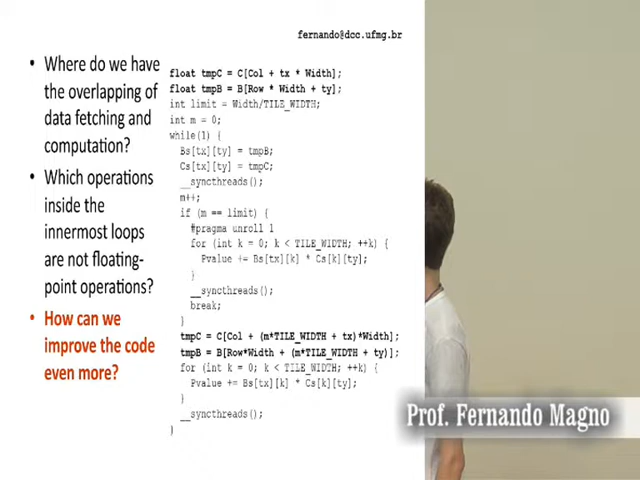 fernando@dcc.ufmg.br
• Where do we have
the overlapping of
data fetching and
computation?
• Which operations
inside the
innermost loops
are not floating-
point operations?
• How can we
improve the code
even more?
float tmpC = C[Col + tx * Width];
float tmpB = B[Row * Width + ty];
int limit = Width/TILE_WIDTH;
int m = 0;
while(1) {
Bs[tx][ty] = tmpB;
Cs[tx][ty] = tmpC;
__syncthreads();
m++;
if (m == limit) {
#pragma unroll 1
for (int k = 0; k < TILE_WIDTH; ++k) {
Pvalue += Bs[tx][k] * Cs[k][ty];
}
__syncthreads();
break;
}
tmpC = C[Col + (m*TILE_WIDTH + tx)*Width];
tmpB = B[Row*Width + (m*TILE_WIDTH + ty)];
for (int k = 0; k < TILE_WIDTH; ++k) {
Pvalue += Bs[tx][k] * Cs[k][ty];
}
__syncthreads();
}
Prof. Fernando Magno